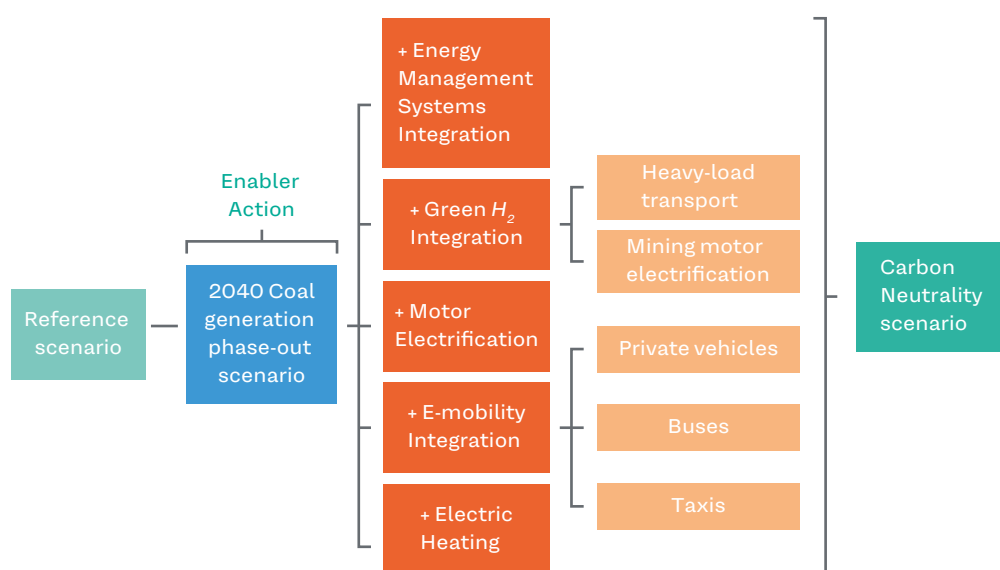 Reference
scenario
Enabler
Action
2040 Coal
generation
phase-out
scenario
+ Energy
Management
Systems
Integration
+ Green H₂
Integration
Heavy-load
transport
Mining motor
electrification
+ Motor
Electrification
+ E-mobility
Integration
Private vehicles
Buses
Taxis
+ Electric
Heating
Carbon
Neutrality
scenario